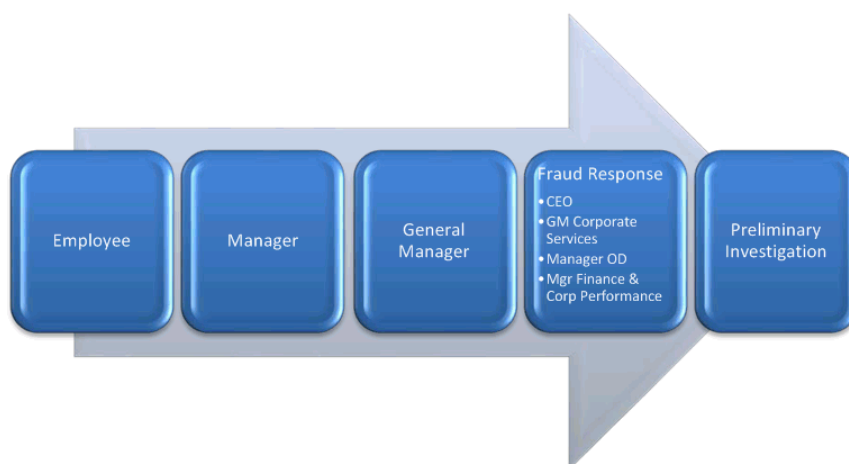 Employee
Manager
General
Manager
Fraud Response
•CEO
•GM Corporate
Services
•Manager OD
•Mgr Finance &
Corp Performance
Preliminary
Investigation